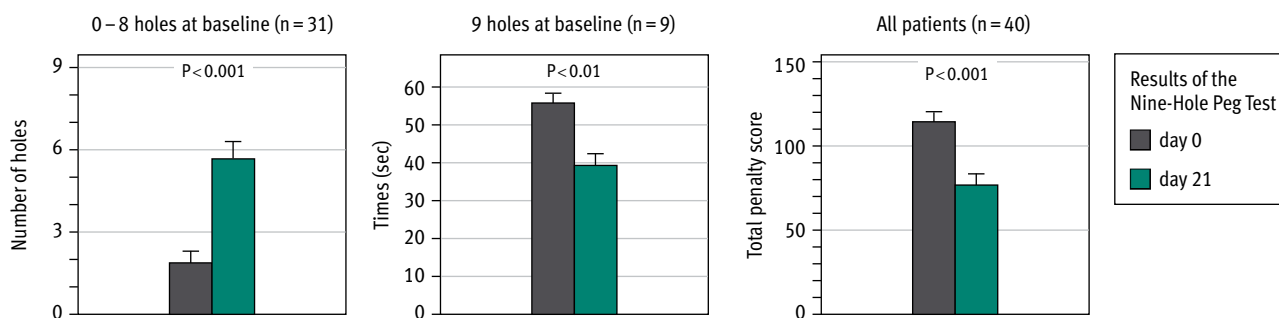 0 – 8 holes at baseline (n = 31)
9
6
3
0
Number of holes
P < 0.001
9 holes at baseline (n = 9)
60
50
40
30
20
10
0
Times (sec)
P < 0.01
All patients (n = 40)
150
100
50
0
Total penalty score
P < 0.001
Results of the
Nine-Hole Peg Test
day 0
day 21